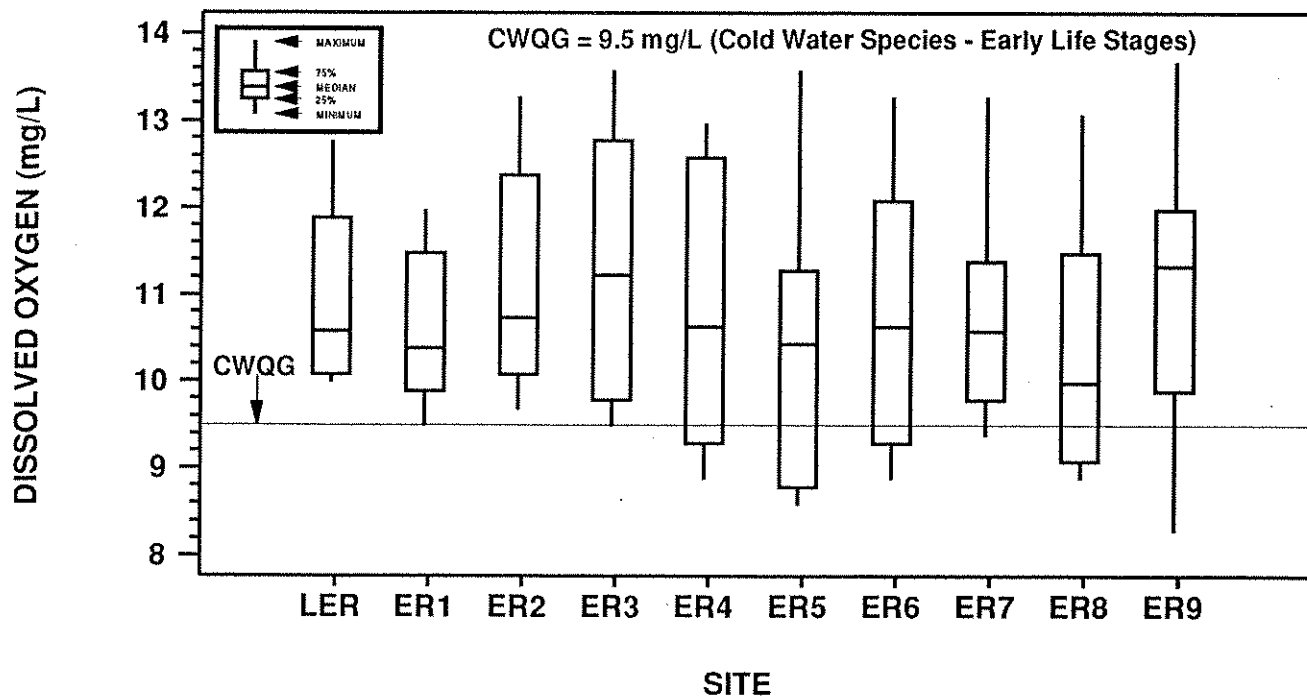 CWQG = 9.5 mg/L (Cold Water Species - Early Life Stages)
MAXIMUM
75%
MEDIAN
25%
MINIMUM
DISSOLVED OXYGEN (mg/L)
14
13
12
11
10
9
8
CWQG
LER ER1 ER2 ER3 ER4 ER5 ER6 ER7 ER8 ER9
SITE